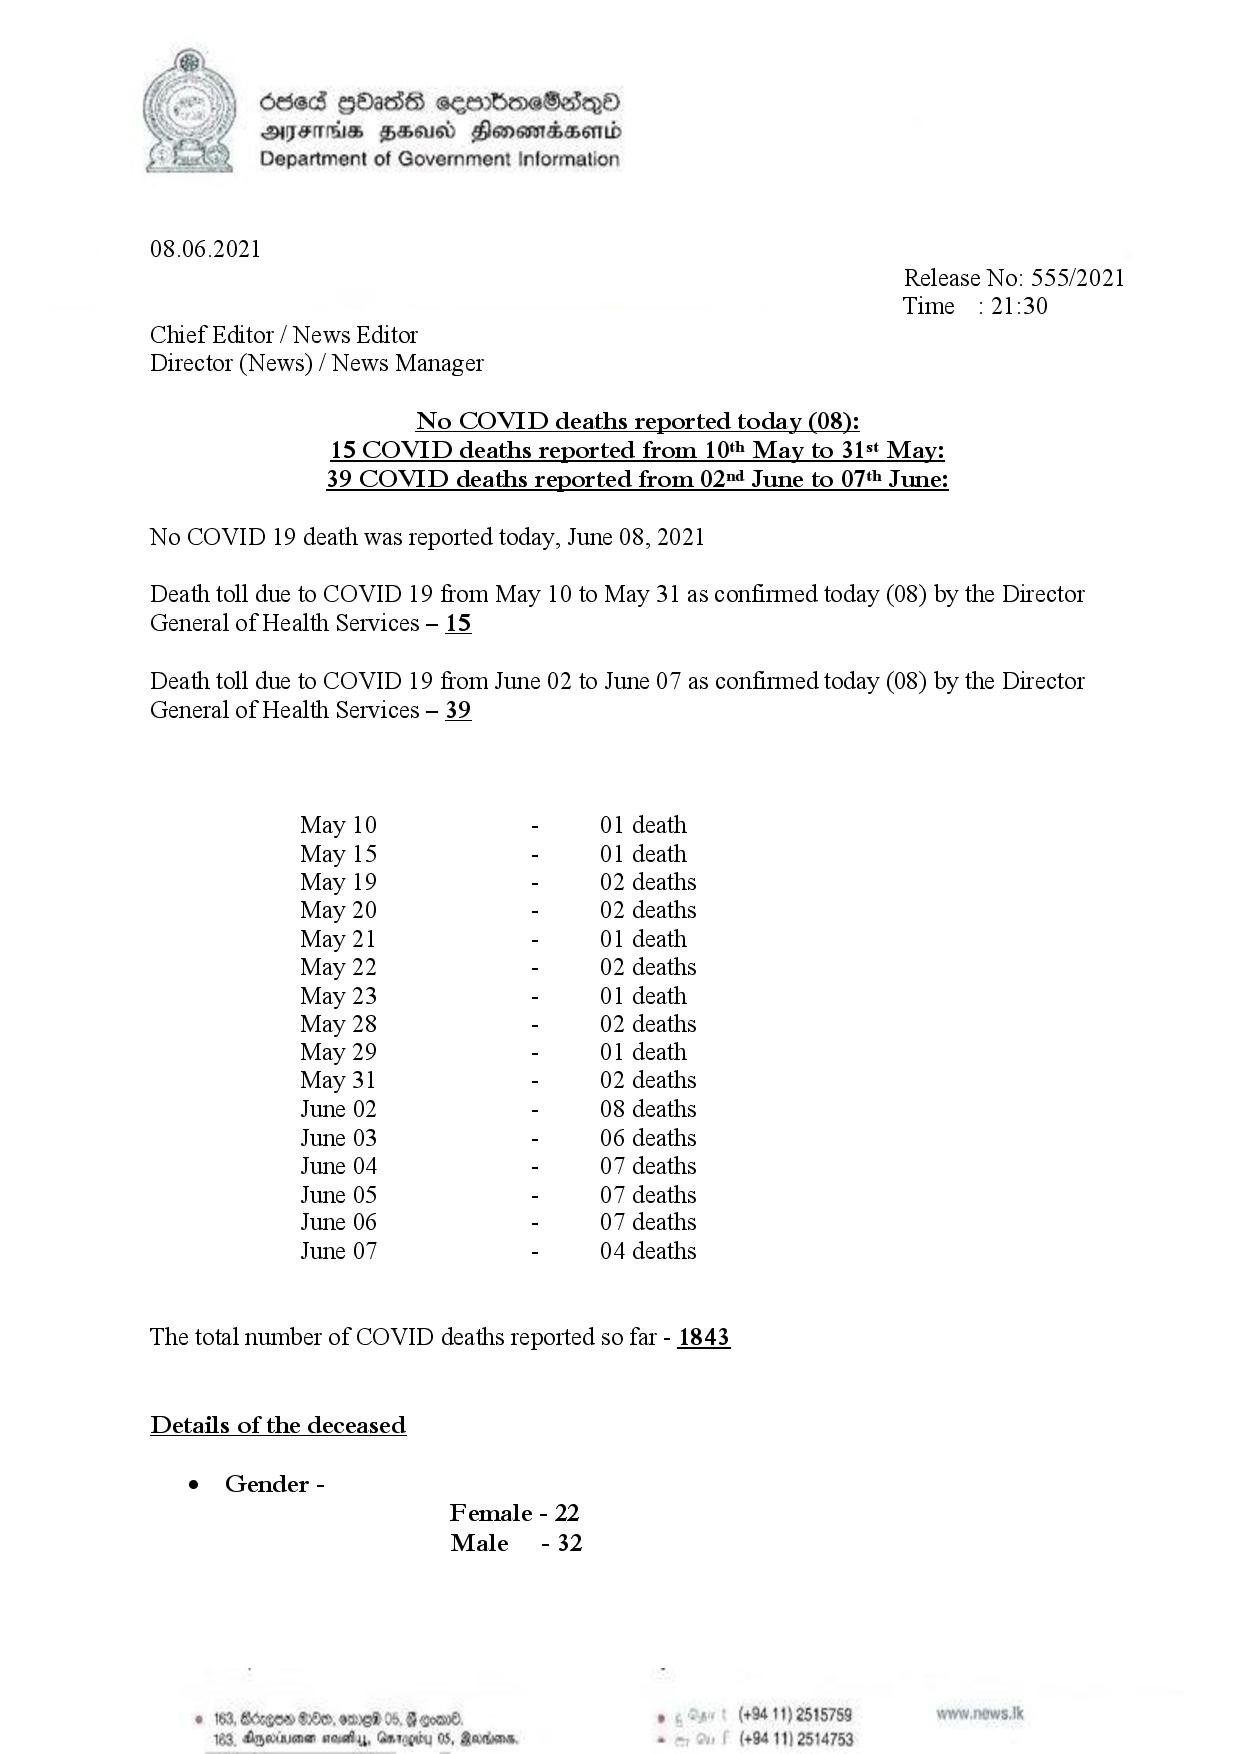 රජයේ ප්‍රවෘත්ති දෙපාර්තමේන්තුව
அரசாங்க தகவல் திணைக்களம்
Department of Government Information
08.06.2021
Release No: 555/2021
Time : 21:30
Chief Editor / News Editor
Director (News) / News Manager
No COVID deaths reported today (08):
15 COVID deaths reported from 10th May to 31st May:
39 COVID deaths reported from 02nd June to 07th June:
No COVID 19 death was reported today, June 08, 2021
Death toll due to COVID 19 from May 10 to May 31 as confirmed today (08) by the Director
General of Health Services – 15
Death toll due to COVID 19 from June 02 to June 07 as confirmed today (08) by the Director
General of Health Services – 39
May 10 - 01 death
May 15 - 01 death
May 19 - 02 deaths
May 20 - 02 deaths
May 21 - 01 death
May 22 - 02 deaths
May 23 - 01 death
May 28 - 02 deaths
May 29 - 01 death
May 31 - 02 deaths
June 02 - 08 deaths
June 03 - 06 deaths
June 04 - 07 deaths
June 05 - 07 deaths
June 06 - 07 deaths
June 07 - 04 deaths
The total number of COVID deaths reported so far - 1843
Details of the deceased
• Gender -
Female - 22
Male - 32
163, කිරුලපන මාවත, කොළඹ 05, ශ්‍රී ලංකාව.
163, கிருலப்பனை எவனியூ, கொழும்பு 05, இலங்கை.
(+94 11) 2515759
(+94 11) 2514753
www.news.lk